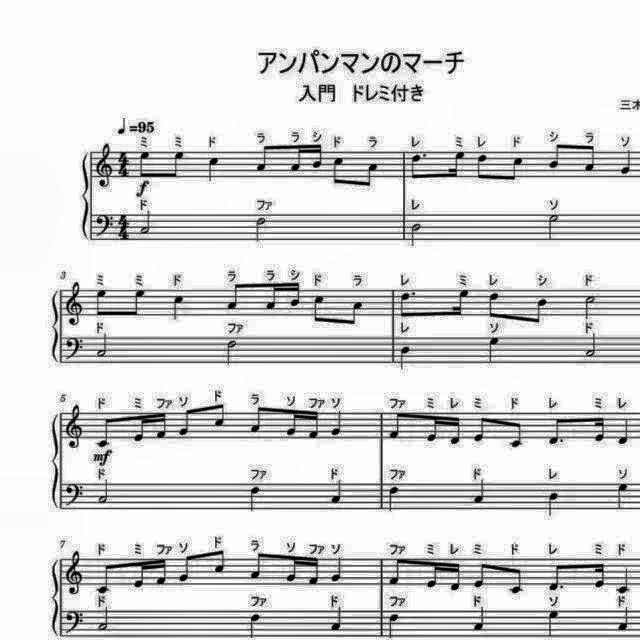 アンパンマンのマーチ
入門 ドレミ付き
三木
♩=95
ミ ミ ド ラ ラ シ ド ラ レ ミ レ ド シ ラ ソ
f
ド ファ レ ソ
3
ミ ミ ド ラ ラ シ ド ラ レ ミ レ シ ド
ド ファ レ ソ ド
5
ド ミ ファ ソ ド ラ ソ ファ ソ ファ ミ レ ミ ド レ ミ レ
mf
ド ファ ド ファ ド レ ソ
7
ド ミ ファ ソ ド ラ ソ ファ ソ ファ ミ レ ミ ド レ ミ ド
ド ファ ド ファ ド ソ ド